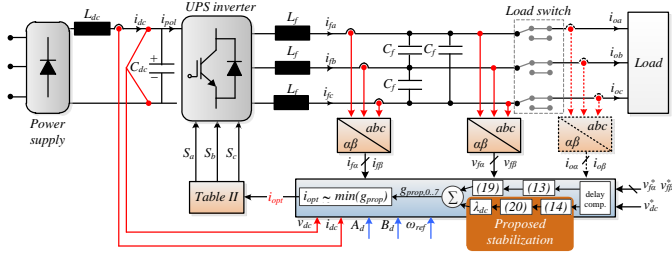 L_dc i_dc i_pol UPS inverter L_f i_fa Load switch i_oa
C_dc + − L_f i_fb C_f C_f i_ob Load
L_f i_fc C_f i_oc
Power supply
abc αβ abc αβ abc αβ
S_a S_b S_c i_fα i_fβ v_fα v_fβ i_oα i_oβ
Table II i_opt i_opt ~ min(g_prop) g_prop,0..7 Σ (19) (13) delay comp. v*_fα v*_fβ
i_dc (20) (14) v*_dc
v_dc i_dc A_d B_d ω_ref Proposed stabilization